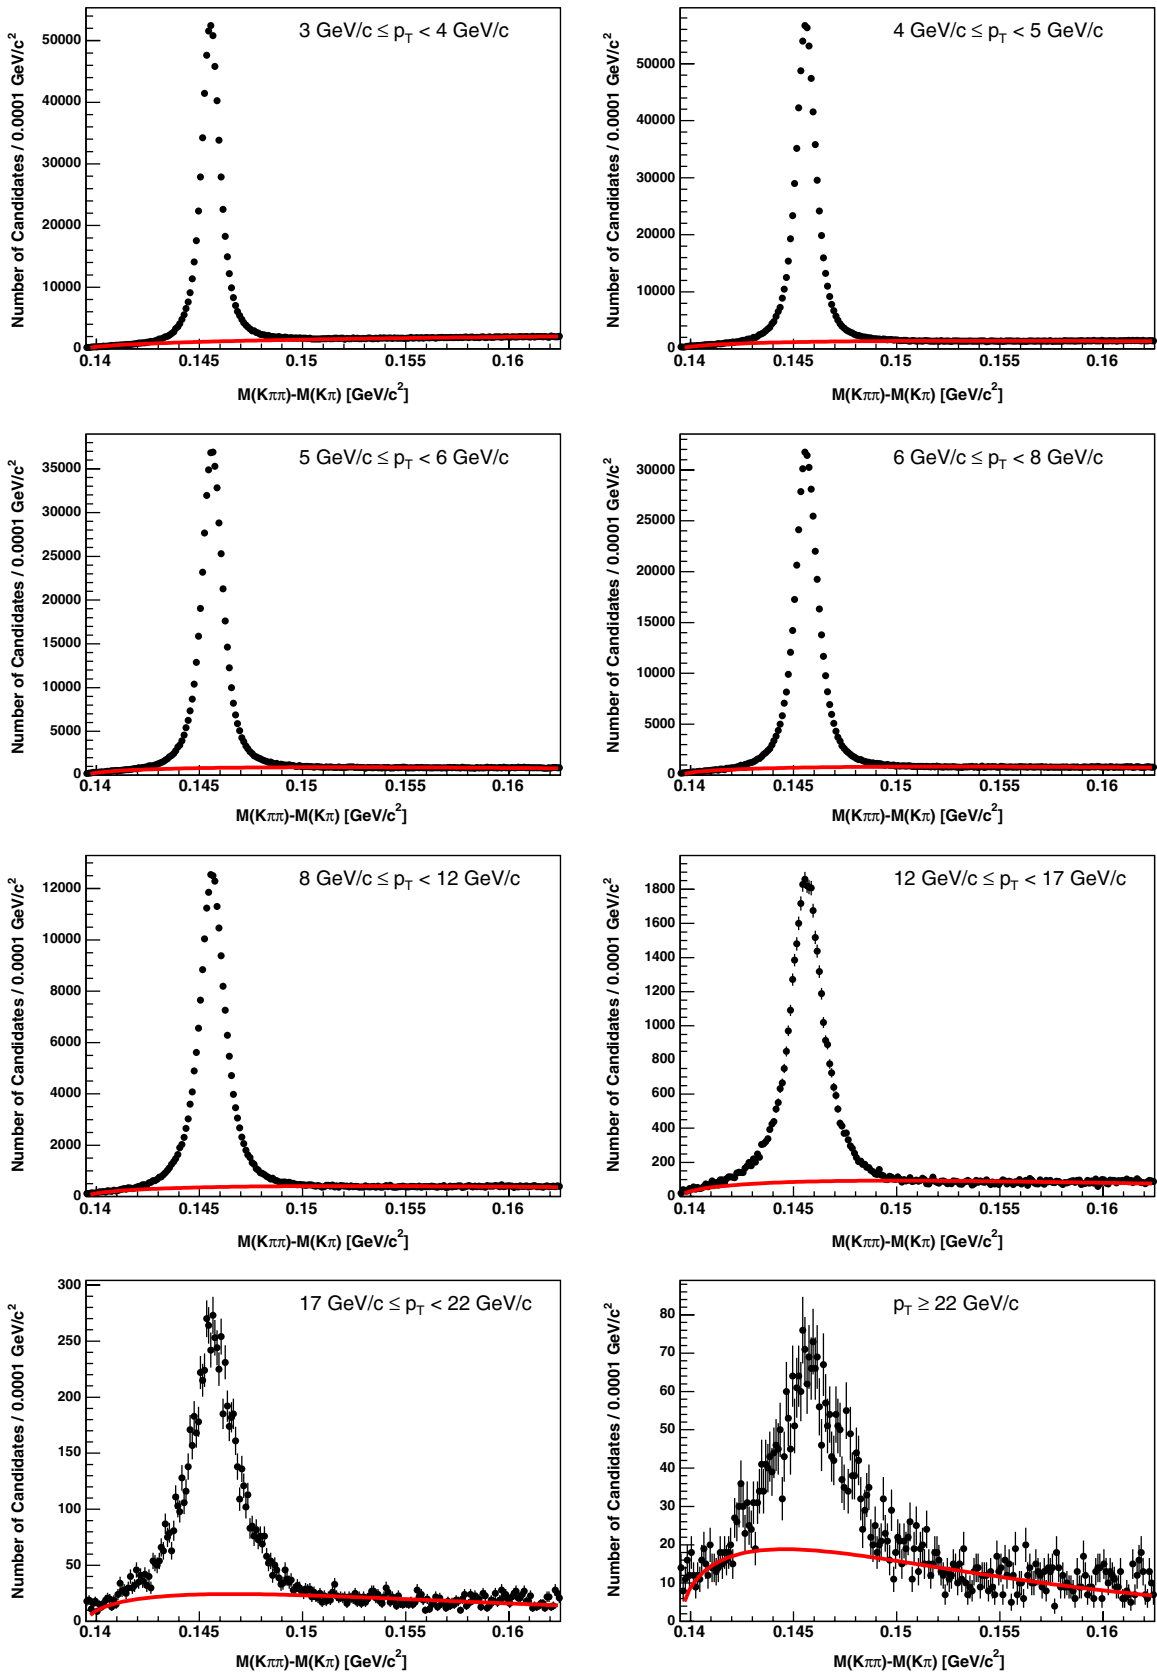 3 GeV/c ≤ p_T < 4 GeV/c
Number of Candidates / 0.0001 GeV/c²
50000
40000
30000
20000
10000
0
0.14 0.145 0.15 0.155 0.16
M(Kππ)-M(Kπ) [GeV/c²]
4 GeV/c ≤ p_T < 5 GeV/c
Number of Candidates / 0.0001 GeV/c²
50000
40000
30000
20000
10000
0
0.14 0.145 0.15 0.155 0.16
M(Kππ)-M(Kπ) [GeV/c²]
5 GeV/c ≤ p_T < 6 GeV/c
Number of Candidates / 0.0001 GeV/c²
35000
30000
25000
20000
15000
10000
5000
0
0.14 0.145 0.15 0.155 0.16
M(Kππ)-M(Kπ) [GeV/c²]
6 GeV/c ≤ p_T < 8 GeV/c
Number of Candidates / 0.0001 GeV/c²
30000
25000
20000
15000
10000
5000
0
0.14 0.145 0.15 0.155 0.16
M(Kππ)-M(Kπ) [GeV/c²]
8 GeV/c ≤ p_T < 12 GeV/c
Number of Candidates / 0.0001 GeV/c²
12000
10000
8000
6000
4000
2000
0
0.14 0.145 0.15 0.155 0.16
M(Kππ)-M(Kπ) [GeV/c²]
12 GeV/c ≤ p_T < 17 GeV/c
Number of Candidates / 0.0001 GeV/c²
1800
1600
1400
1200
1000
800
600
400
200
0
0.14 0.145 0.15 0.155 0.16
M(Kππ)-M(Kπ) [GeV/c²]
17 GeV/c ≤ p_T < 22 GeV/c
Number of Candidates / 0.0001 GeV/c²
300
250
200
150
100
50
0
0.14 0.145 0.15 0.155 0.16
M(Kππ)-M(Kπ) [GeV/c²]
p_T ≥ 22 GeV/c
Number of Candidates / 0.0001 GeV/c²
80
70
60
50
40
30
20
10
0
0.14 0.145 0.15 0.155 0.16
M(Kππ)-M(Kπ) [GeV/c²]